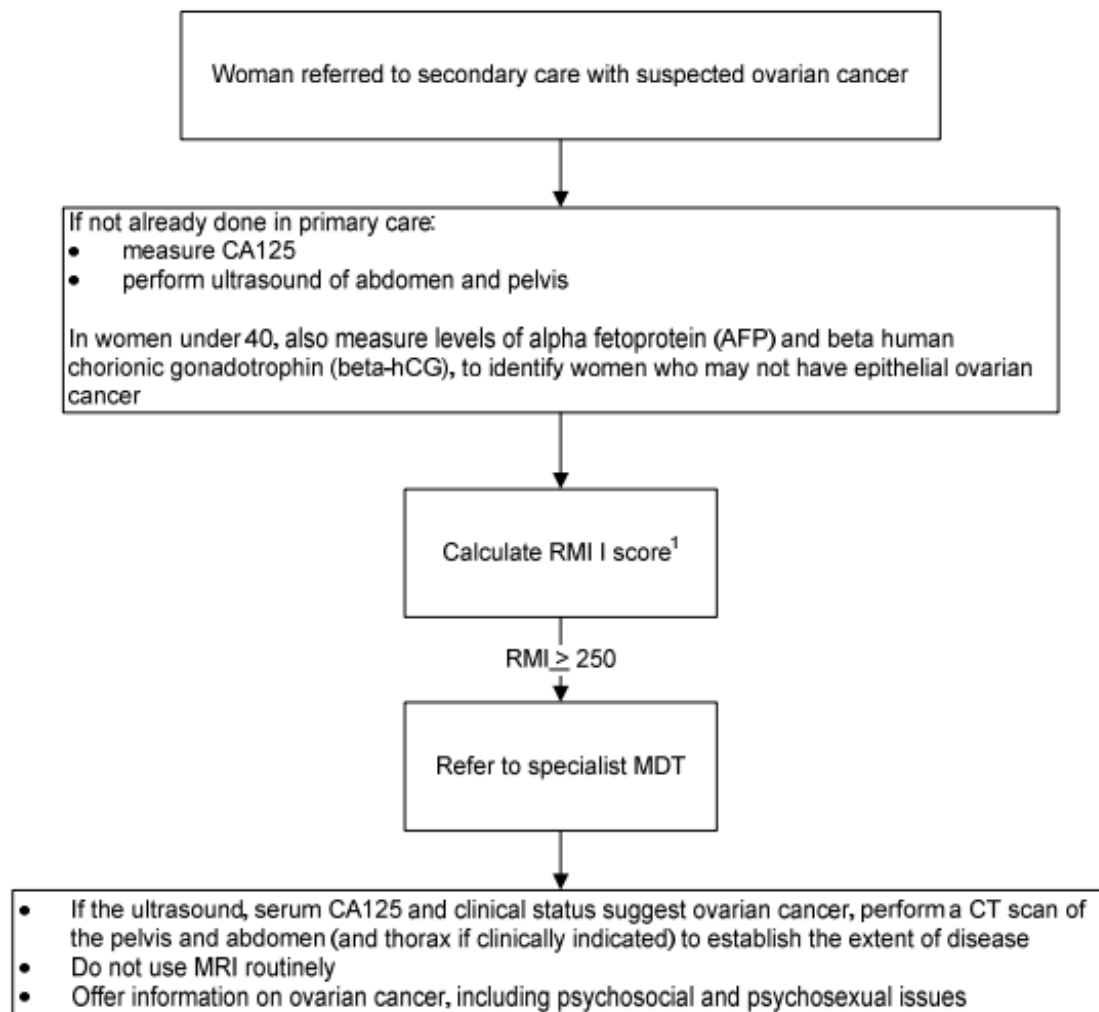 Woman referred to secondary care with suspected ovarian cancer
If not already done in primary care:
• measure CA125
• perform ultrasound of abdomen and pelvis
In women under 40, also measure levels of alpha fetoprotein (AFP) and beta human
chorionic gonadotrophin (beta-hCG), to identify women who may not have epithelial ovarian
cancer
Calculate RMI I score¹
RMI ≥ 250
Refer to specialist MDT
• If the ultrasound, serum CA125 and clinical status suggest ovarian cancer, perform a CT scan of
the pelvis and abdomen (and thorax if clinically indicated) to establish the extent of disease
• Do not use MRI routinely
• Offer information on ovarian cancer, including psychosocial and psychosexual issues